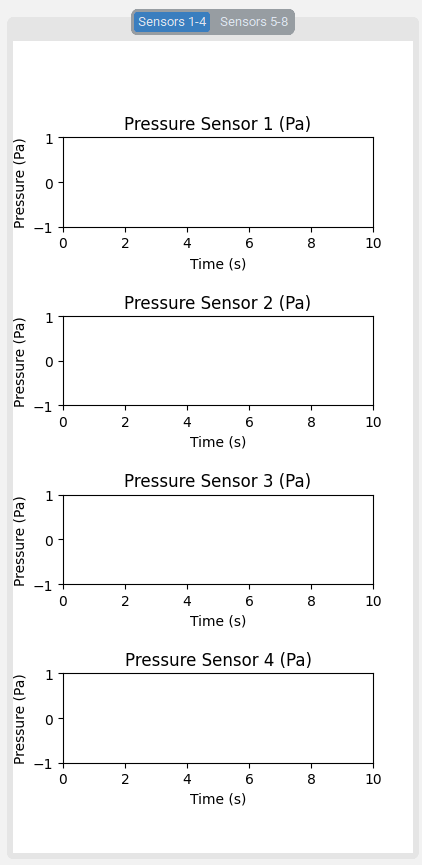 Sensors 1-4 Sensors 5-8
Pressure Sensor 1 (Pa)
Pressure (Pa)
1
0
−1
0 2 4 6 8 10
Time (s)
Pressure Sensor 2 (Pa)
Pressure (Pa)
1
0
−1
0 2 4 6 8 10
Time (s)
Pressure Sensor 3 (Pa)
Pressure (Pa)
1
0
−1
0 2 4 6 8 10
Time (s)
Pressure Sensor 4 (Pa)
Pressure (Pa)
1
0
−1
0 2 4 6 8 10
Time (s)